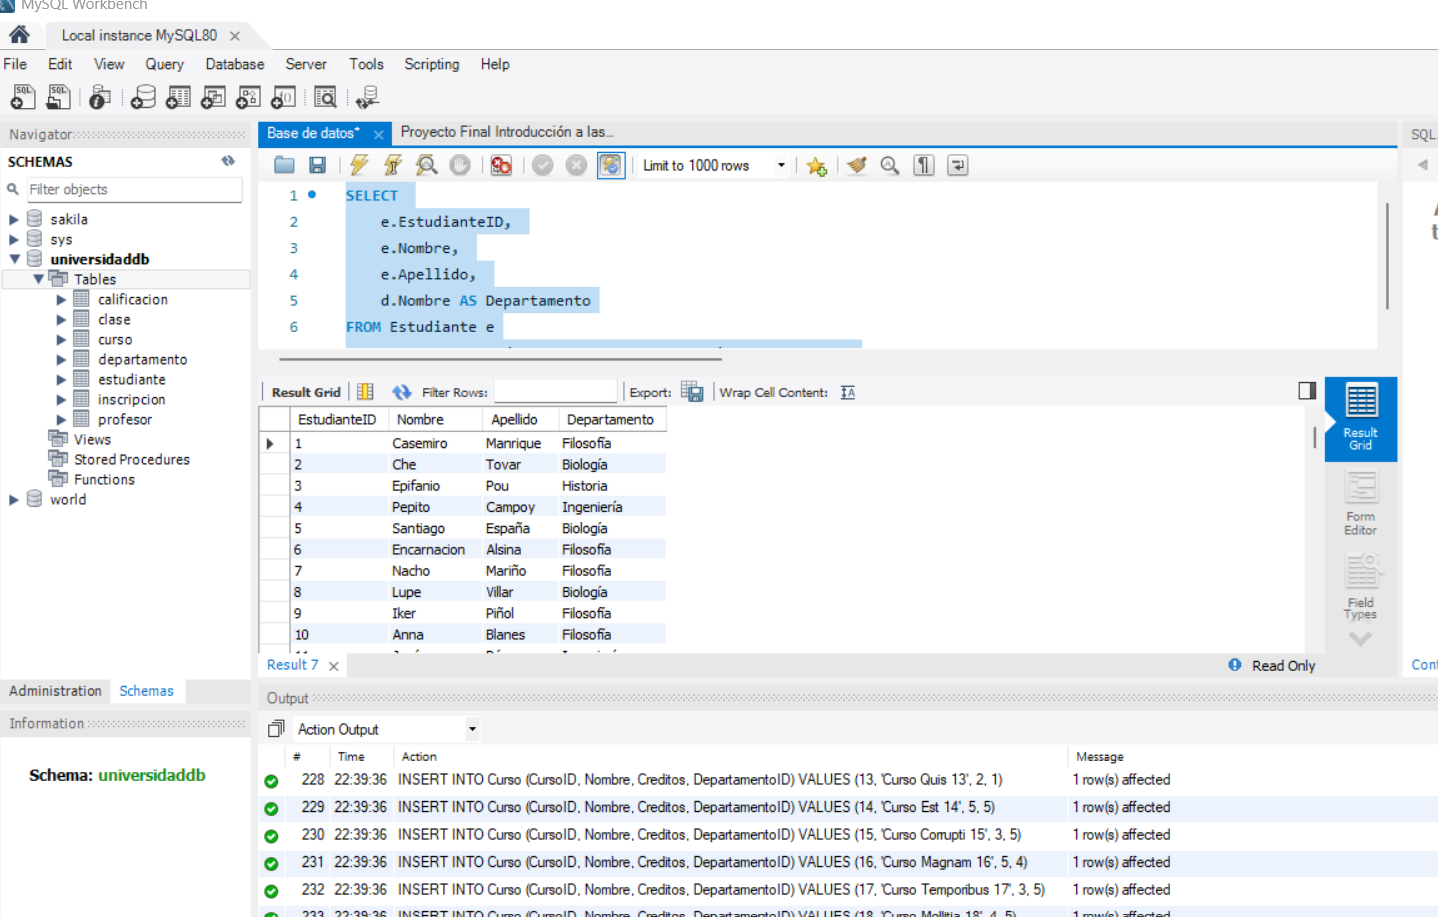 MySQL Workbench
Local instance MySQL80
File Edit View Query Database Server Tools Scripting Help
Navigator
SCHEMAS
Filter objects
sakila
sys
universidaddb
Tables
calificacion
clase
curso
departamento
estudiante
inscripcion
profesor
Views
Stored Procedures
Functions
world
Administration Schemas
Information
Schema: universidaddb
Base de datos* Proyecto Final Introducción a las...
Limit to 1000 rows
1 SELECT
2 e.EstudianteID,
3 e.Nombre,
4 e.Apellido,
5 d.Nombre AS Departamento
6 FROM Estudiante e
Result Grid Filter Rows: Export: Wrap Cell Content:
EstudianteID Nombre Apellido Departamento
1 Casemiro Manrique Filosofía
2 Che Tovar Biología
3 Epifanio Pou Historia
4 Pepito Campoy Ingeniería
5 Santiago España Biología
6 Encarnacion Alsina Filosofía
7 Nacho Mariño Filosofía
8 Lupe Villar Biología
9 Iker Piñol Filosofía
10 Anna Blanes Filosofía
Result Grid
Form Editor
Field Types
Result 7 Read Only
Output
Action Output
# Time Action Message
228 22:39:36 INSERT INTO Curso (CursoID, Nombre, Creditos, DepartamentoID) VALUES (13, 'Curso Quis 13', 2, 1) 1 row(s) affected
229 22:39:36 INSERT INTO Curso (CursoID, Nombre, Creditos, DepartamentoID) VALUES (14, 'Curso Est 14', 5, 5) 1 row(s) affected
230 22:39:36 INSERT INTO Curso (CursoID, Nombre, Creditos, DepartamentoID) VALUES (15, 'Curso Corrupti 15', 3, 5) 1 row(s) affected
231 22:39:36 INSERT INTO Curso (CursoID, Nombre, Creditos, DepartamentoID) VALUES (16, 'Curso Magnam 16', 5, 4) 1 row(s) affected
232 22:39:36 INSERT INTO Curso (CursoID, Nombre, Creditos, DepartamentoID) VALUES (17, 'Curso Temporibus 17', 3, 5) 1 row(s) affected
233 22:39:36 INSERT INTO Curso (CursoID, Nombre, Creditos, DepartamentoID) VALUES (18, 'Curso Mollitia 18', 4, 5) 1 row(s) affected
SQL
Cont